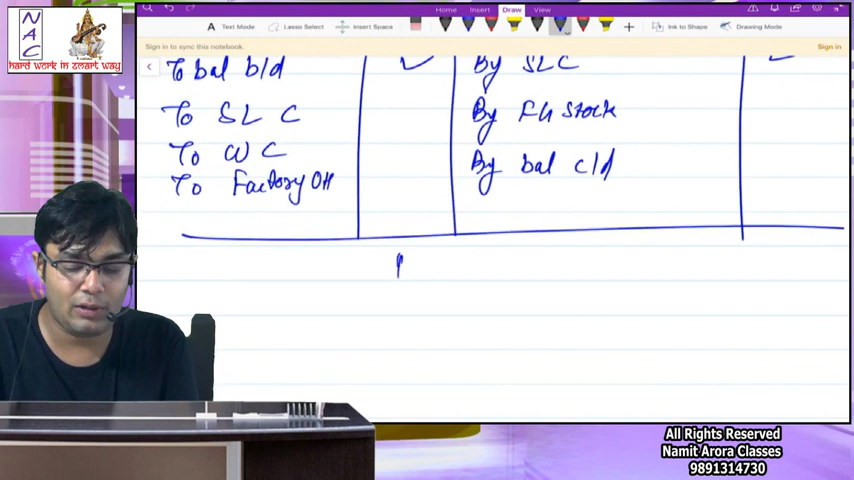 NAC
hard work in smart way
Home Insert Draw View
Text Mode Lasso Select Insert Space Ink to Shape Drawing Mode
Sign in to sync this notebook. Sign in
To bal b/d By SLC
To SLC By FG Stock
To WC By bal c/d
To Factory OH
All Rights Reserved
Namit Arora Classes
9891314730